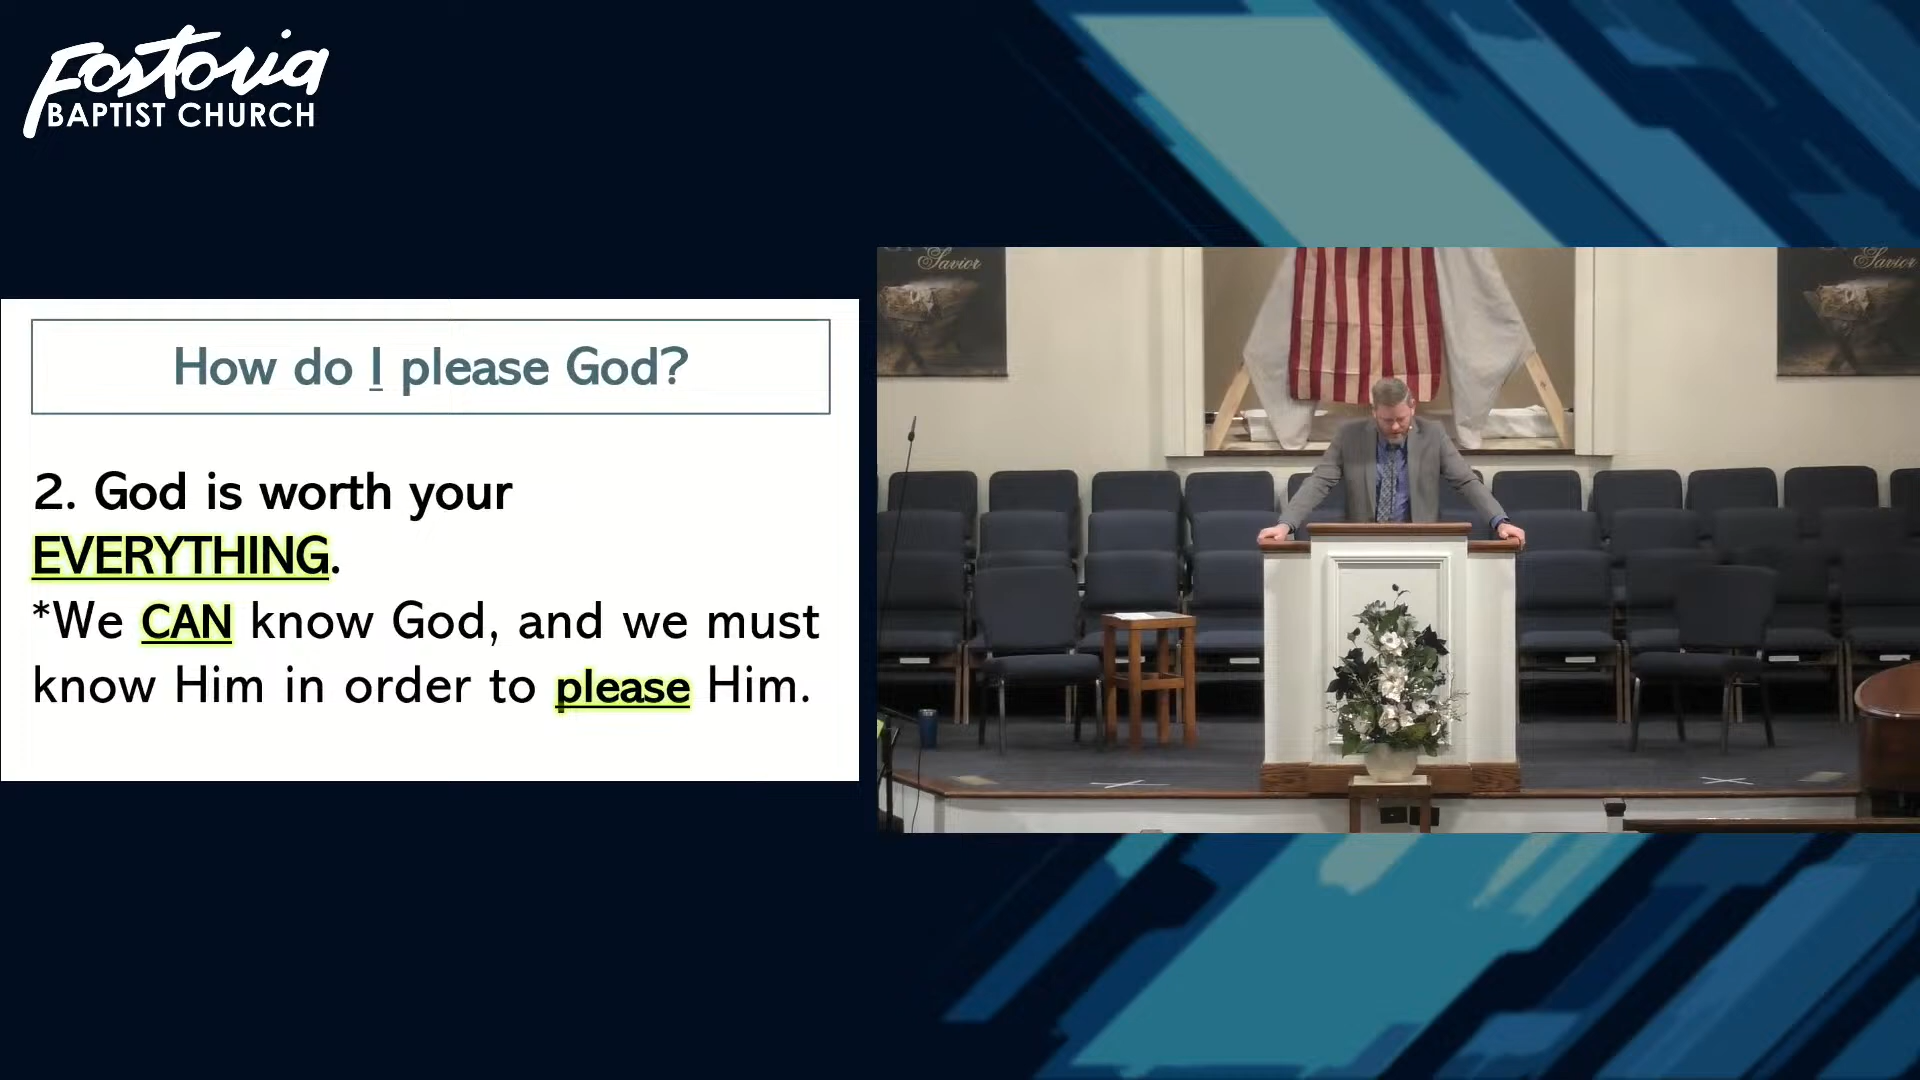 Fostoria
BAPTIST CHURCH
Savior
Savior
How do I please God?
2. God is worth your
EVERYTHING.
*We CAN know God, and we must
know Him in order to please Him.